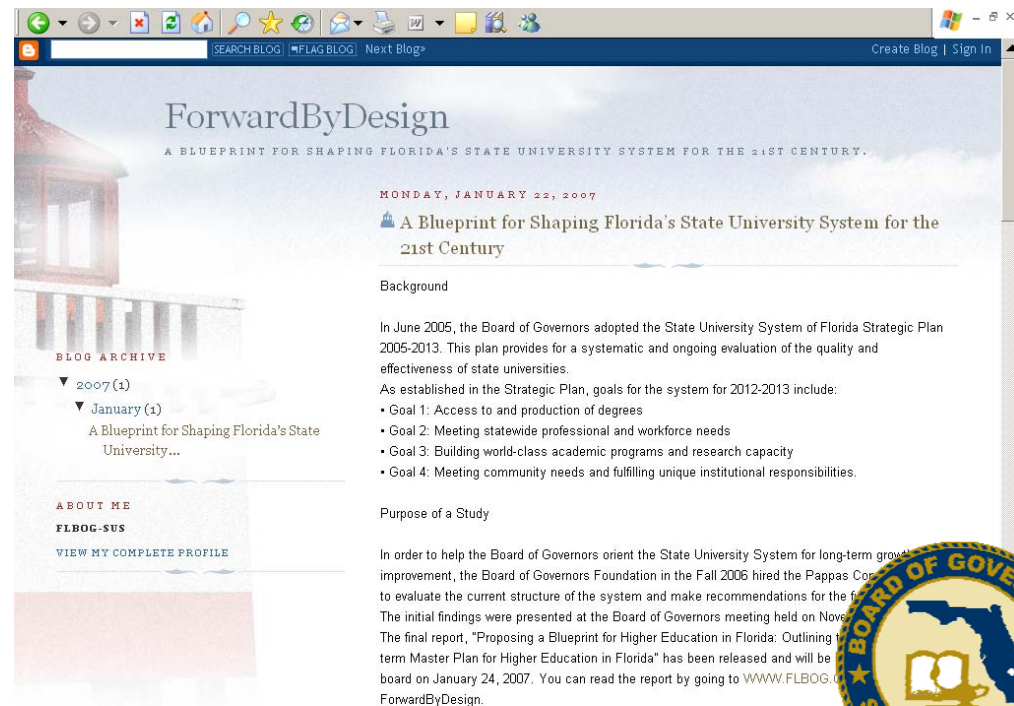 SEARCH BLOG FLAG BLOG Next Blog» Create Blog | Sign In
ForwardByDesign
A BLUEPRINT FOR SHAPING FLORIDA'S STATE UNIVERSITY SYSTEM FOR THE 21ST CENTURY.
MONDAY, JANUARY 22, 2007
A Blueprint for Shaping Florida's State University System for the
21st Century
Background
In June 2005, the Board of Governors adopted the State University System of Florida Strategic Plan
2005-2013. This plan provides for a systematic and ongoing evaluation of the quality and
effectiveness of state universities.
As established in the Strategic Plan, goals for the system for 2012-2013 include:
▪ Goal 1: Access to and production of degrees
▪ Goal 2: Meeting statewide professional and workforce needs
▪ Goal 3: Building world-class academic programs and research capacity
▪ Goal 4: Meeting community needs and fulfilling unique institutional responsibilities.
Purpose of a Study
In order to help the Board of Governors orient the State University System for long-term
improvement, the Board of Governors Foundation in the Fall 2006 hired the Pappas
to evaluate the current structure of the system and make recommendations for the
The initial findings were presented at the Board of Governors meeting held on
The final report, "Proposing a Blueprint for Higher Education in Florida: Outlining
term Master Plan for Higher Education in Florida" has been released and will be
board on January 24, 2007. You can read the report by going to WWW.FLBOG.
ForwardByDesign.
BLOG ARCHIVE
▼ 2007 (1)
▼ January (1)
A Blueprint for Shaping Florida's State
University...
ABOUT ME
FLBOG-SUS
VIEW MY COMPLETE PROFILE
BOARD OF